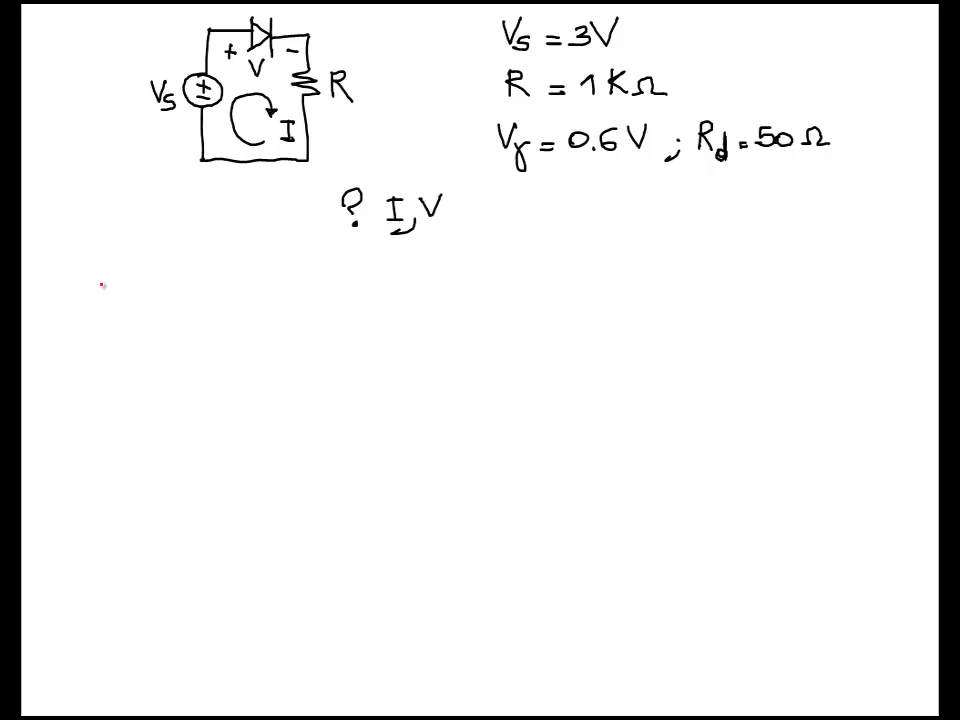 Vs = 3V
+ V −
R
Vs
I
R = 1 KΩ
Vγ = 0.6 V ; Rd = 50 Ω
? I, V